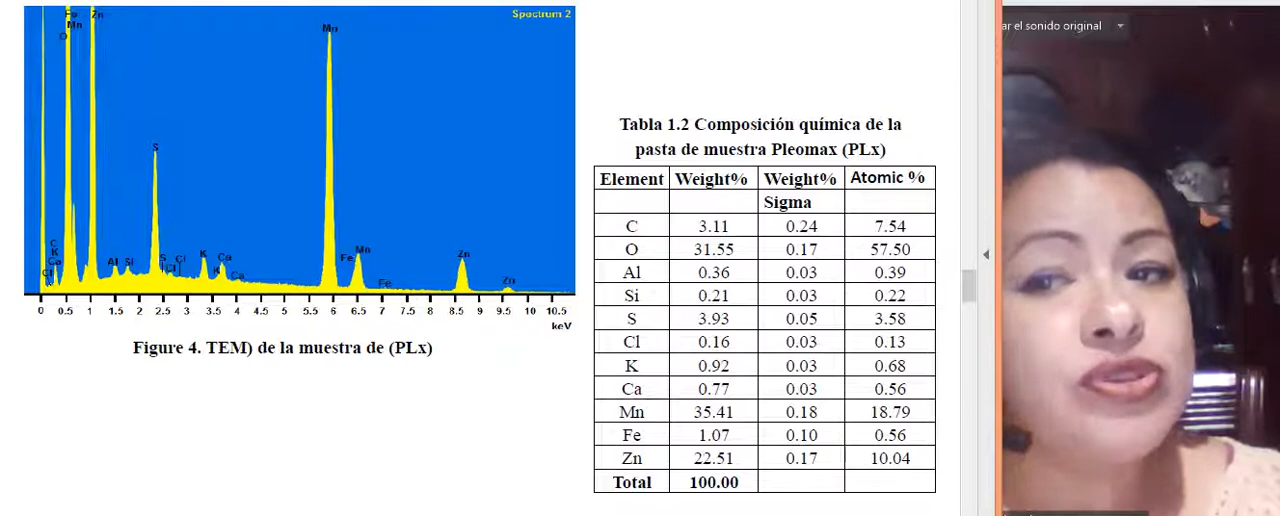 Spectrum 2
Fe
Mn
Zn
O
C
K
Ca
Cl
Al
Si
S
S
Cl
Cl
K
K
Ca
Ca
Mn
Fe
Mn
Fe
Zn
Zn
0 0.5 1 1.5 2 2.5 3 3.5 4 4.5 5 5.5 6 6.5 7 7.5 8 8.5 9 9.5 10 10.5
keV
Figure 4. TEM) de la muestra de (PLx)
Tabla 1.2 Composición química de la
pasta de muestra Pleomax (PLx)
Element Weight% Weight% Atomic %
Sigma
C 3.11 0.24 7.54
O 31.55 0.17 57.50
Al 0.36 0.03 0.39
Si 0.21 0.03 0.22
S 3.93 0.05 3.58
Cl 0.16 0.03 0.13
K 0.92 0.03 0.68
Ca 0.77 0.03 0.56
Mn 35.41 0.18 18.79
Fe 1.07 0.10 0.56
Zn 22.51 0.17 10.04
Total 100.00
ar el sonido original